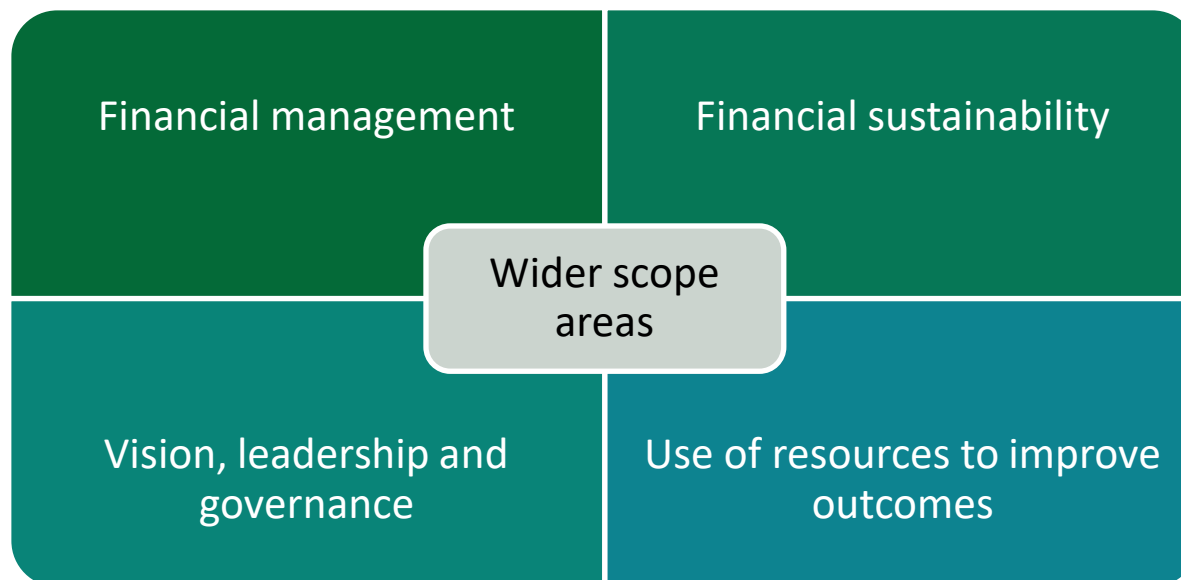 Financial management
Financial sustainability
Wider scope
areas
Vision, leadership and
governance
Use of resources to improve
outcomes